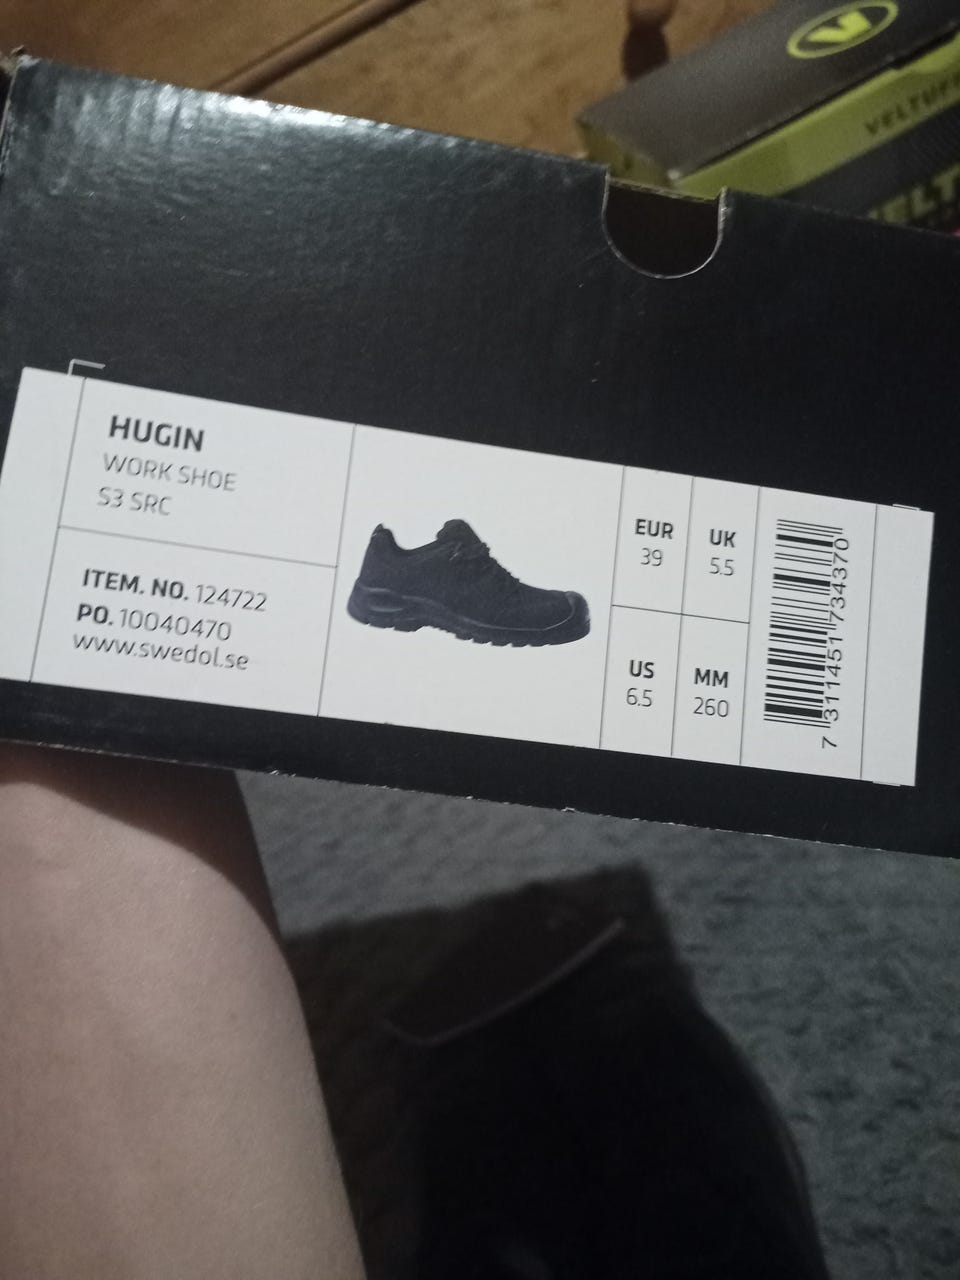 HUGIN
WORK SHOE
S3 SRC
ITEM. NO. 124722
PO. 10040470
www.swedol.se
EUR
39
UK
5.5
US
6.5
MM
260
7 311451 734370